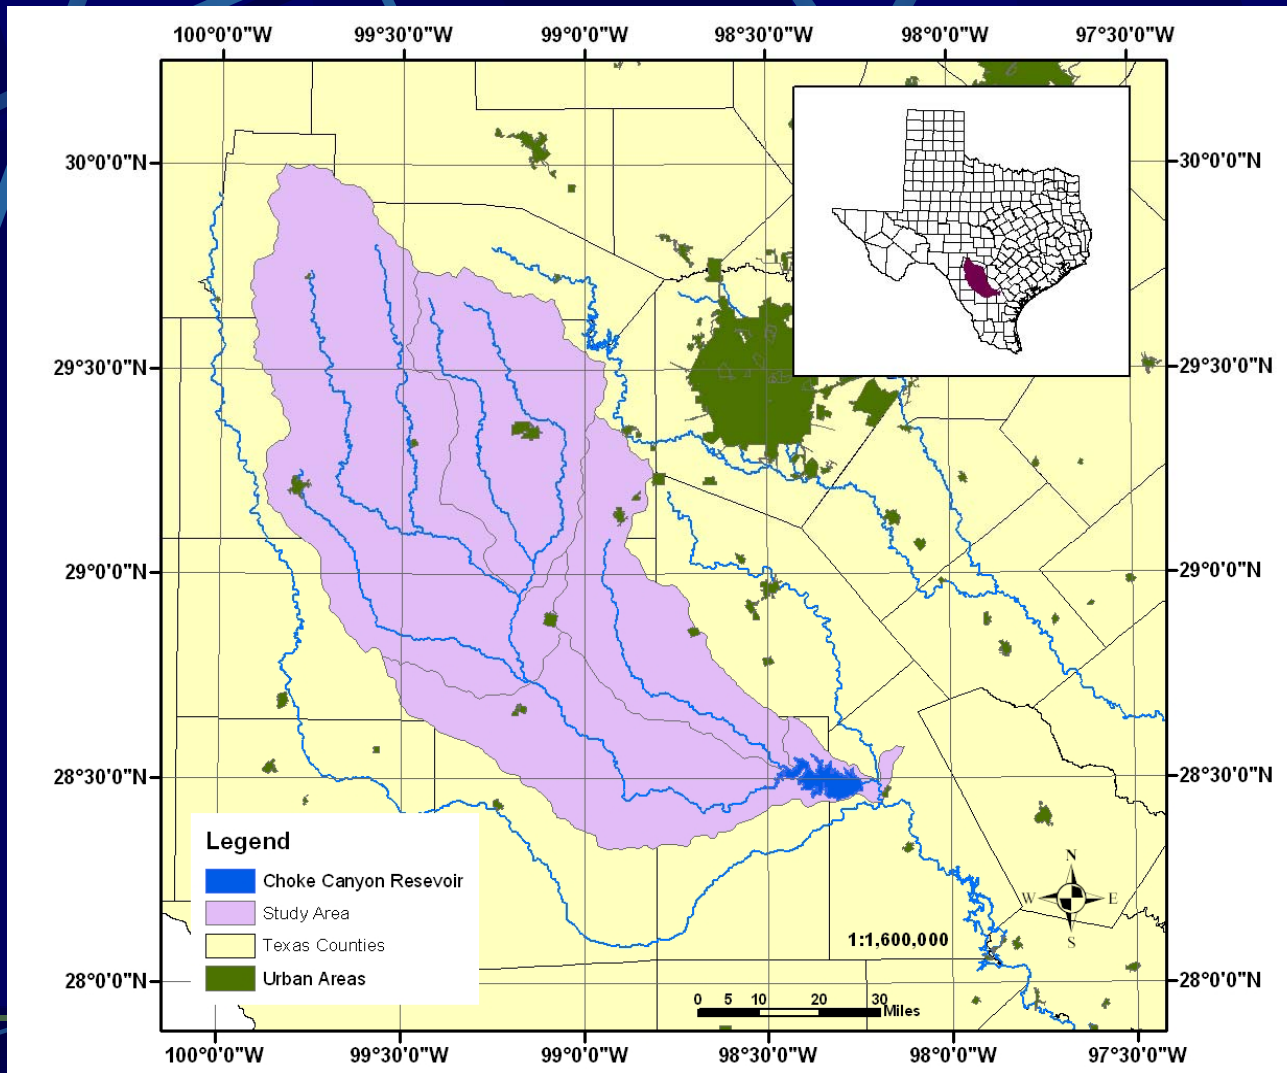 100°0'0"W 99°30'0"W 99°0'0"W 98°30'0"W 98°0'0"W 97°30'0"W
30°0'0"N 30°0'0"N
29°30'0"N 29°30'0"N
29°0'0"N 29°0'0"N
28°30'0"N 28°30'0"N
28°0'0"N 28°0'0"N
Legend
Choke Canyon Resevoir
Study Area
Texas Counties
Urban Areas
N
W E
S
1:1,600,000
0 5 10 20 30
Miles
100°0'0"W 99°30'0"W 99°0'0"W 98°30'0"W 98°0'0"W 97°30'0"W